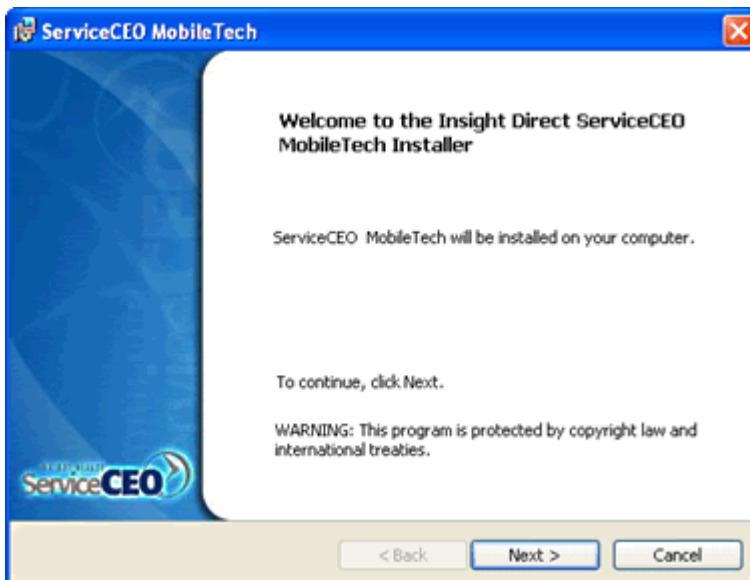 ServiceCEO MobileTech
Welcome to the Insight Direct ServiceCEO
MobileTech Installer
ServiceCEO  MobileTech will be installed on your computer.
To continue, click Next.
WARNING: This program is protected by copyright law and
international treaties.
ServiceCEO
< Back
Next >
Cancel